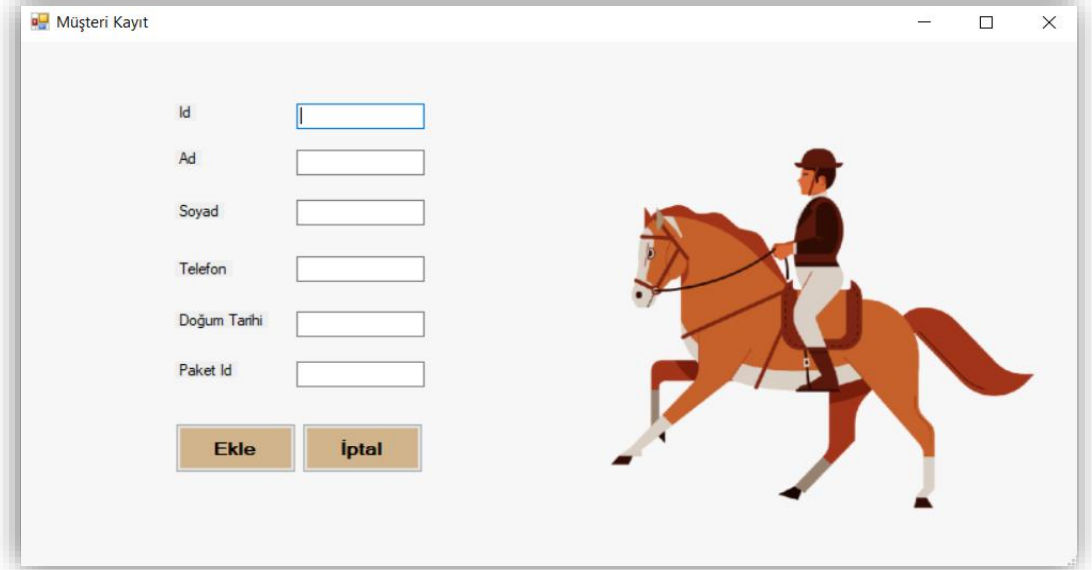 Müşteri Kayıt
Id
Ad
Soyad
Telefon
Doğum Tarihi
Paket Id
Ekle İptal